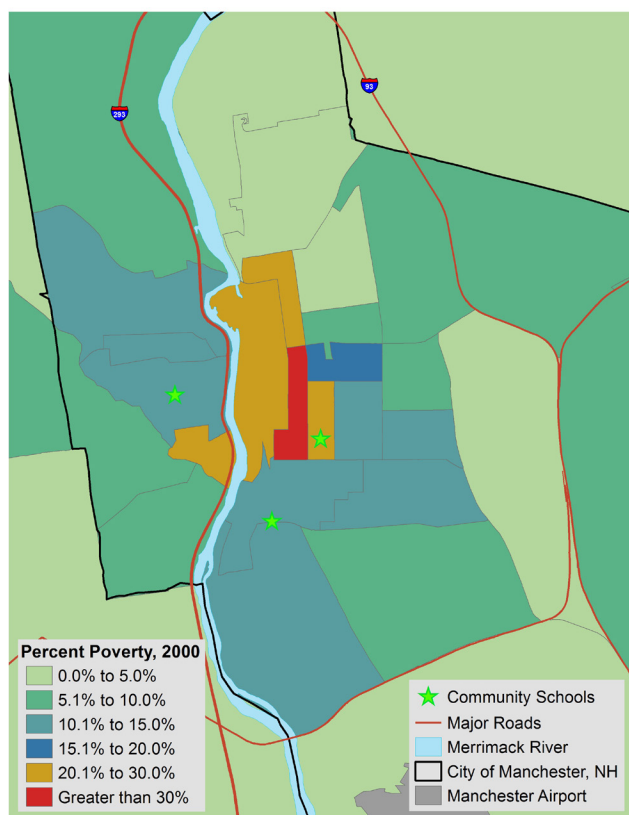 293
93
Percent Poverty, 2000
0.0% to 5.0%
5.1% to 10.0%
10.1% to 15.0%
15.1% to 20.0%
20.1% to 30.0%
Greater than 30%
Community Schools
Major Roads
Merrimack River
City of Manchester, NH
Manchester Airport